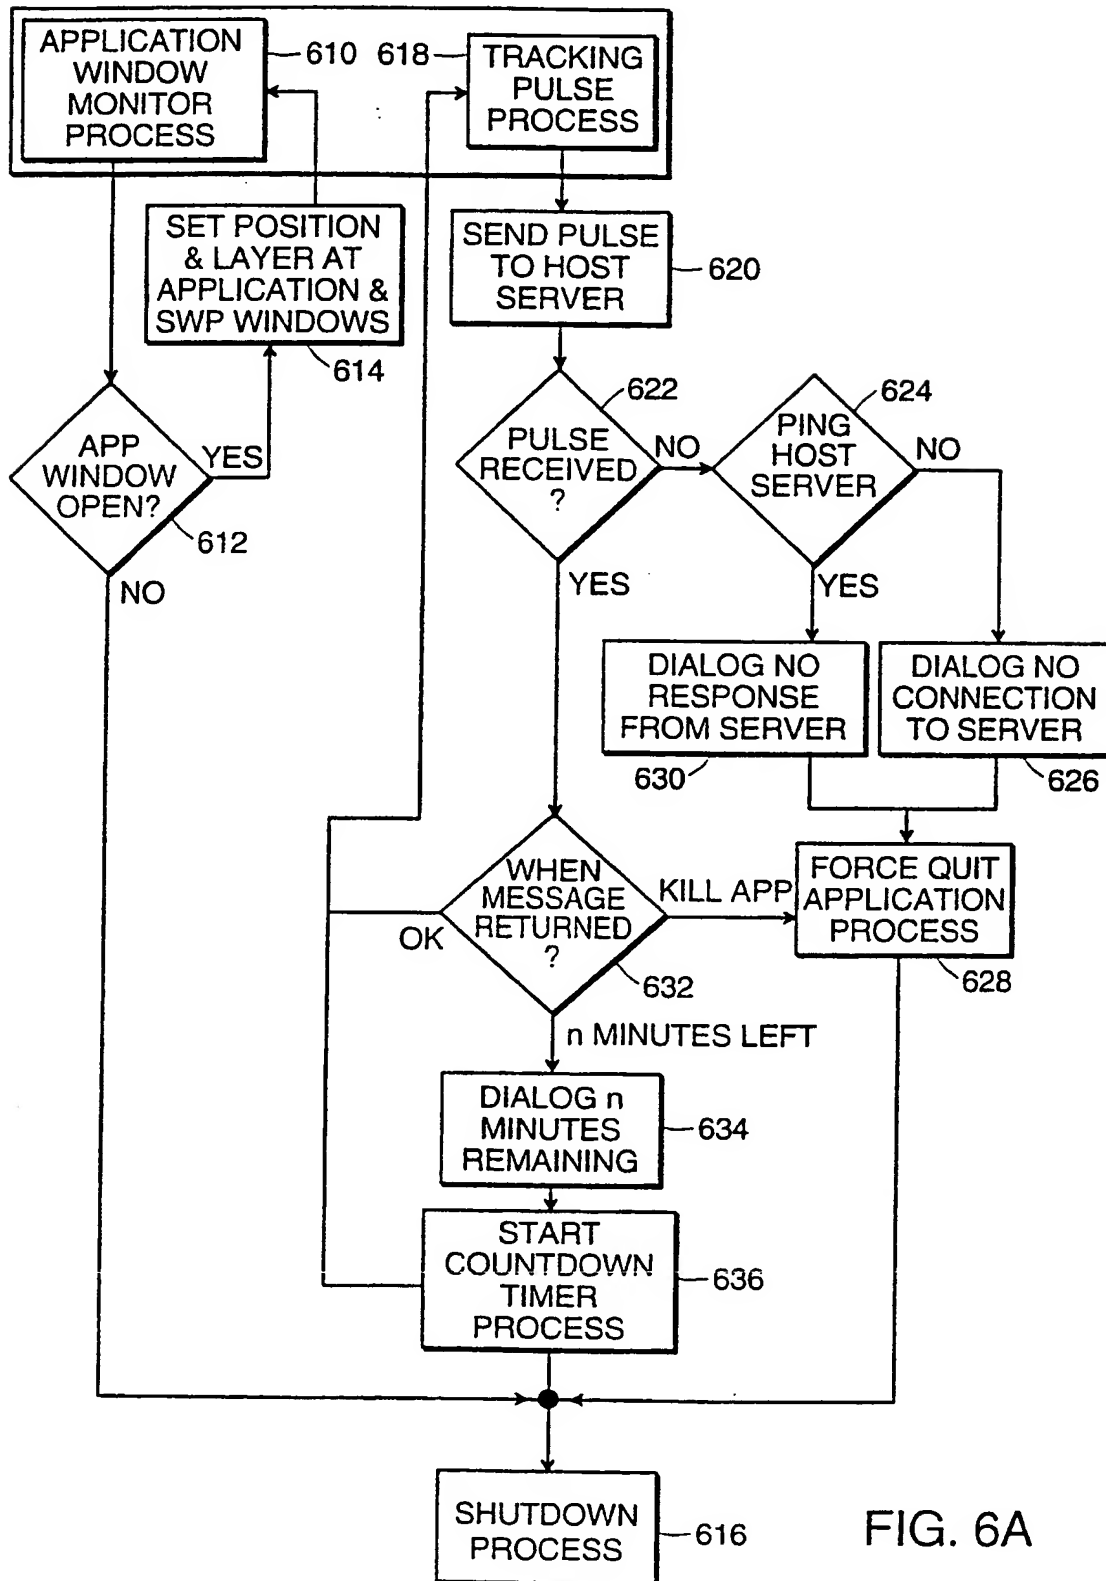 APPLICATION
WINDOW
MONITOR
PROCESS
610
618
TRACKING
PULSE
PROCESS
SET POSITION
& LAYER AT
APPLICATION &
SWP WINDOWS
614
SEND PULSE
TO HOST
SERVER
620
APP
WINDOW
OPEN?
YES
612
NO
PULSE
RECEIVED
?
622
NO
YES
PING
HOST
SERVER
624
NO
YES
DIALOG NO
RESPONSE
FROM SERVER
630
DIALOG NO
CONNECTION
TO SERVER
626
WHEN
MESSAGE
RETURNED
?
OK
632
KILL APP
FORCE QUIT
APPLICATION
PROCESS
628
n MINUTES LEFT
DIALOG n
MINUTES
REMAINING
634
START
COUNTDOWN
TIMER
PROCESS
636
SHUTDOWN
PROCESS
616
FIG. 6A